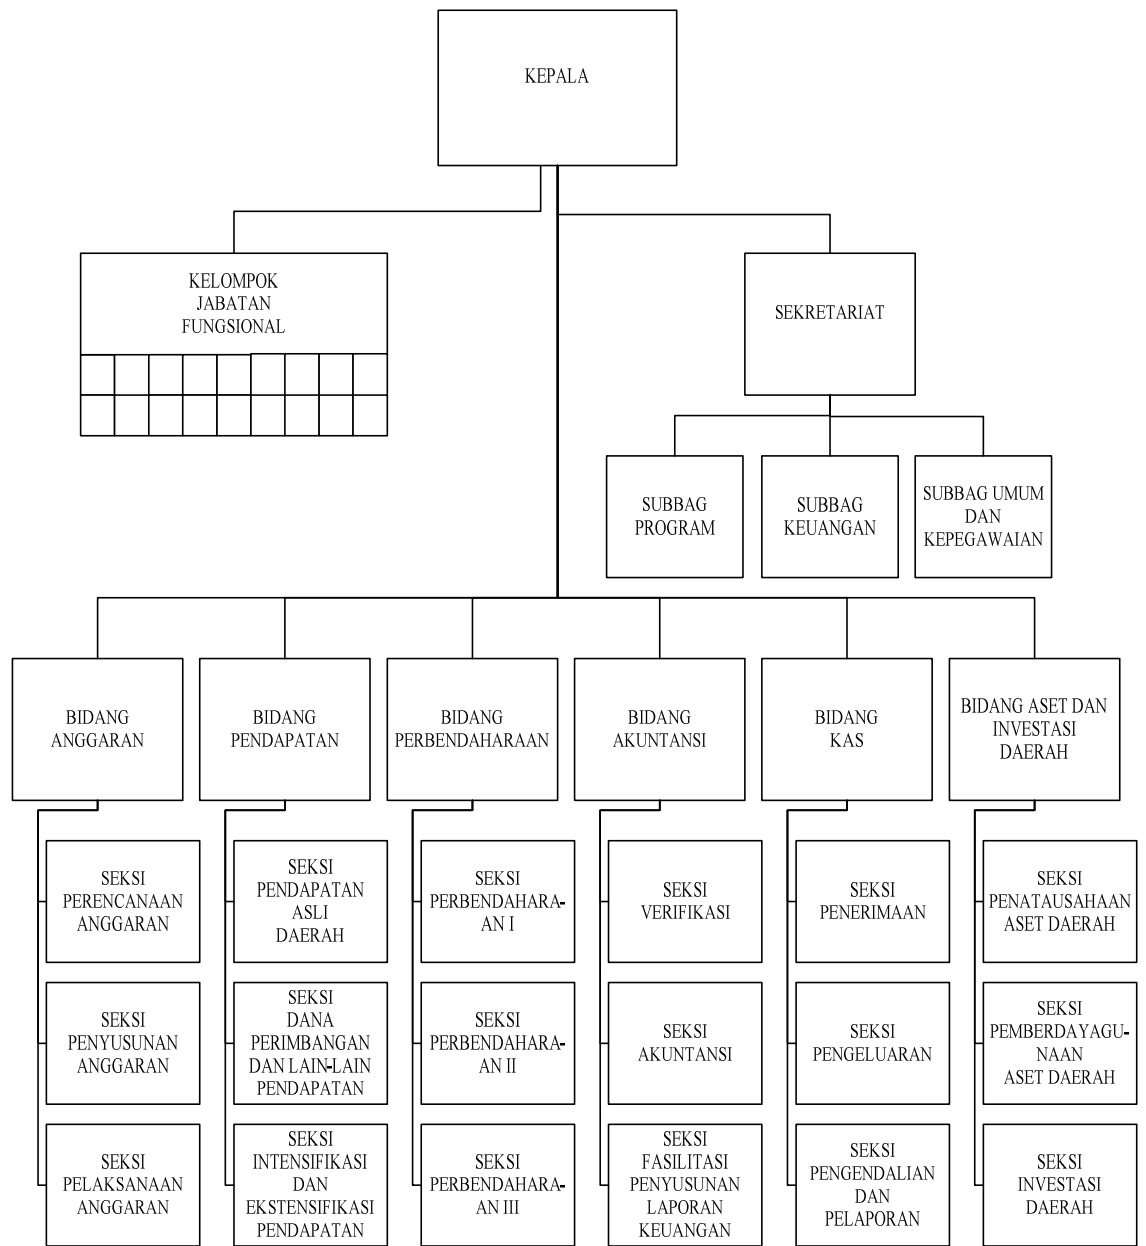 KEPALA
KELOMPOK
JABATAN
FUNGSIONAL
SEKRETARIAT
SUBBAG
PROGRAM
SUBBAG
KEUANGAN
SUBBAG UMUM
DAN
KEPEGAWAIAN
BIDANG
ANGGARAN
BIDANG
PENDAPATAN
BIDANG
PERBENDAHARAAN
BIDANG
AKUNTANSI
BIDANG
KAS
BIDANG ASET DAN
INVESTASI
DAERAH
SEKSI
PERENCANAAN
ANGGARAN
SEKSI
PENDAPATAN
ASLI
DAERAH
SEKSI
PERBENDAHARA-
AN I
SEKSI
VERIFIKASI
SEKSI
PENERIMAAN
SEKSI
PENATAUSAHAAN
ASET DAERAH
SEKSI
PENYUSUNAN
ANGGARAN
SEKSI
DANA
PERIMBANGAN
DAN LAIN-LAIN
PENDAPATAN
SEKSI
PERBENDAHARA-
AN II
SEKSI
AKUNTANSI
SEKSI
PENGELUARAN
SEKSI
PEMBERDAYAGU-
NAAN
ASET DAERAH
SEKSI
PELAKSANAAN
ANGGARAN
SEKSI
INTENSIFIKASI
DAN
EKSTENSIFIKASI
PENDAPATAN
SEKSI
PERBENDAHARA-
AN III
SEKSI
FASILITASI
PENYUSUNAN
LAPORAN
KEUANGAN
SEKSI
PENGENDALIAN
DAN
PELAPORAN
SEKSI
INVESTASI
DAERAH